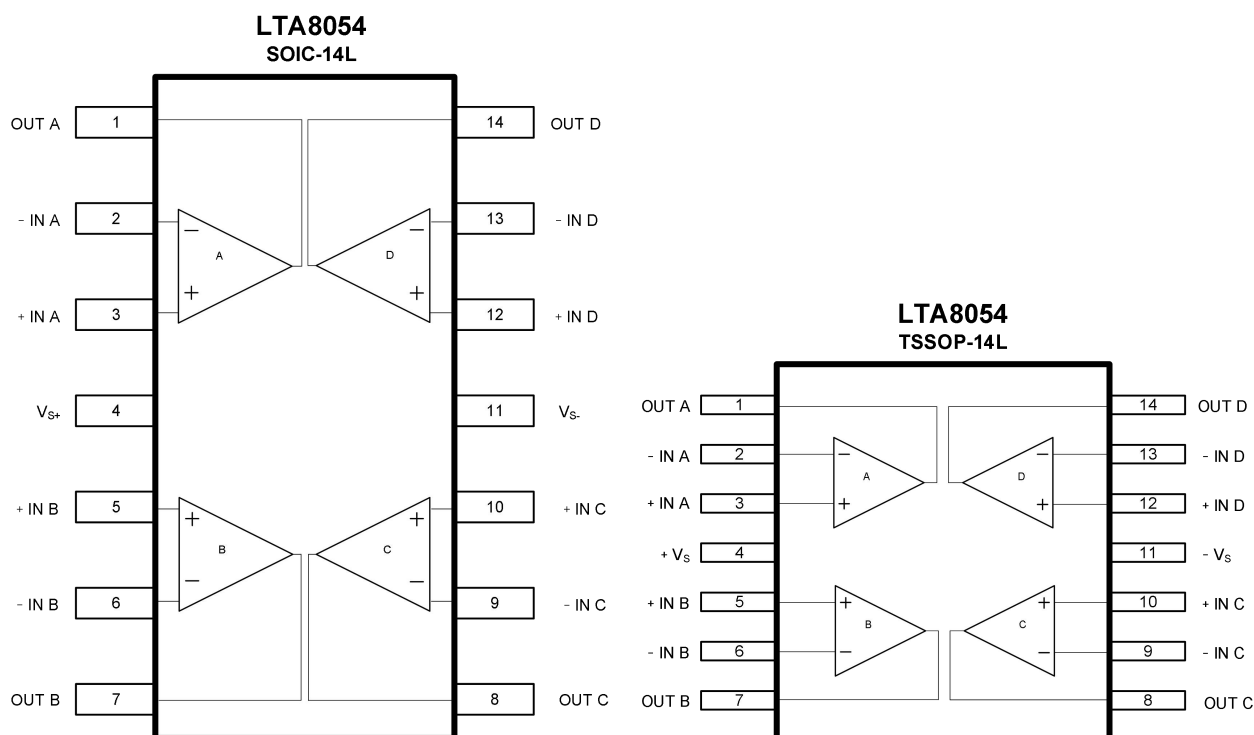 LTA8054
SOIC-14L
OUT A 1 14 OUT D
- IN A 2 13 - IN D
− −
A D
+ +
+ IN A 3 12 + IN D
VS+ 4 11 VS-
+ IN B 5 10 + IN C
+ +
B C
− −
- IN B 6 9 - IN C
OUT B 7 8 OUT C
LTA8054
TSSOP-14L
OUT A 1 14 OUT D
- IN A 2 13 - IN D
− −
A D
+ +
+ IN A 3 12 + IN D
+ VS 4 11 - VS
+ IN B 5 10 + IN C
+ +
B C
− −
- IN B 6 9 - IN C
OUT B 7 8 OUT C